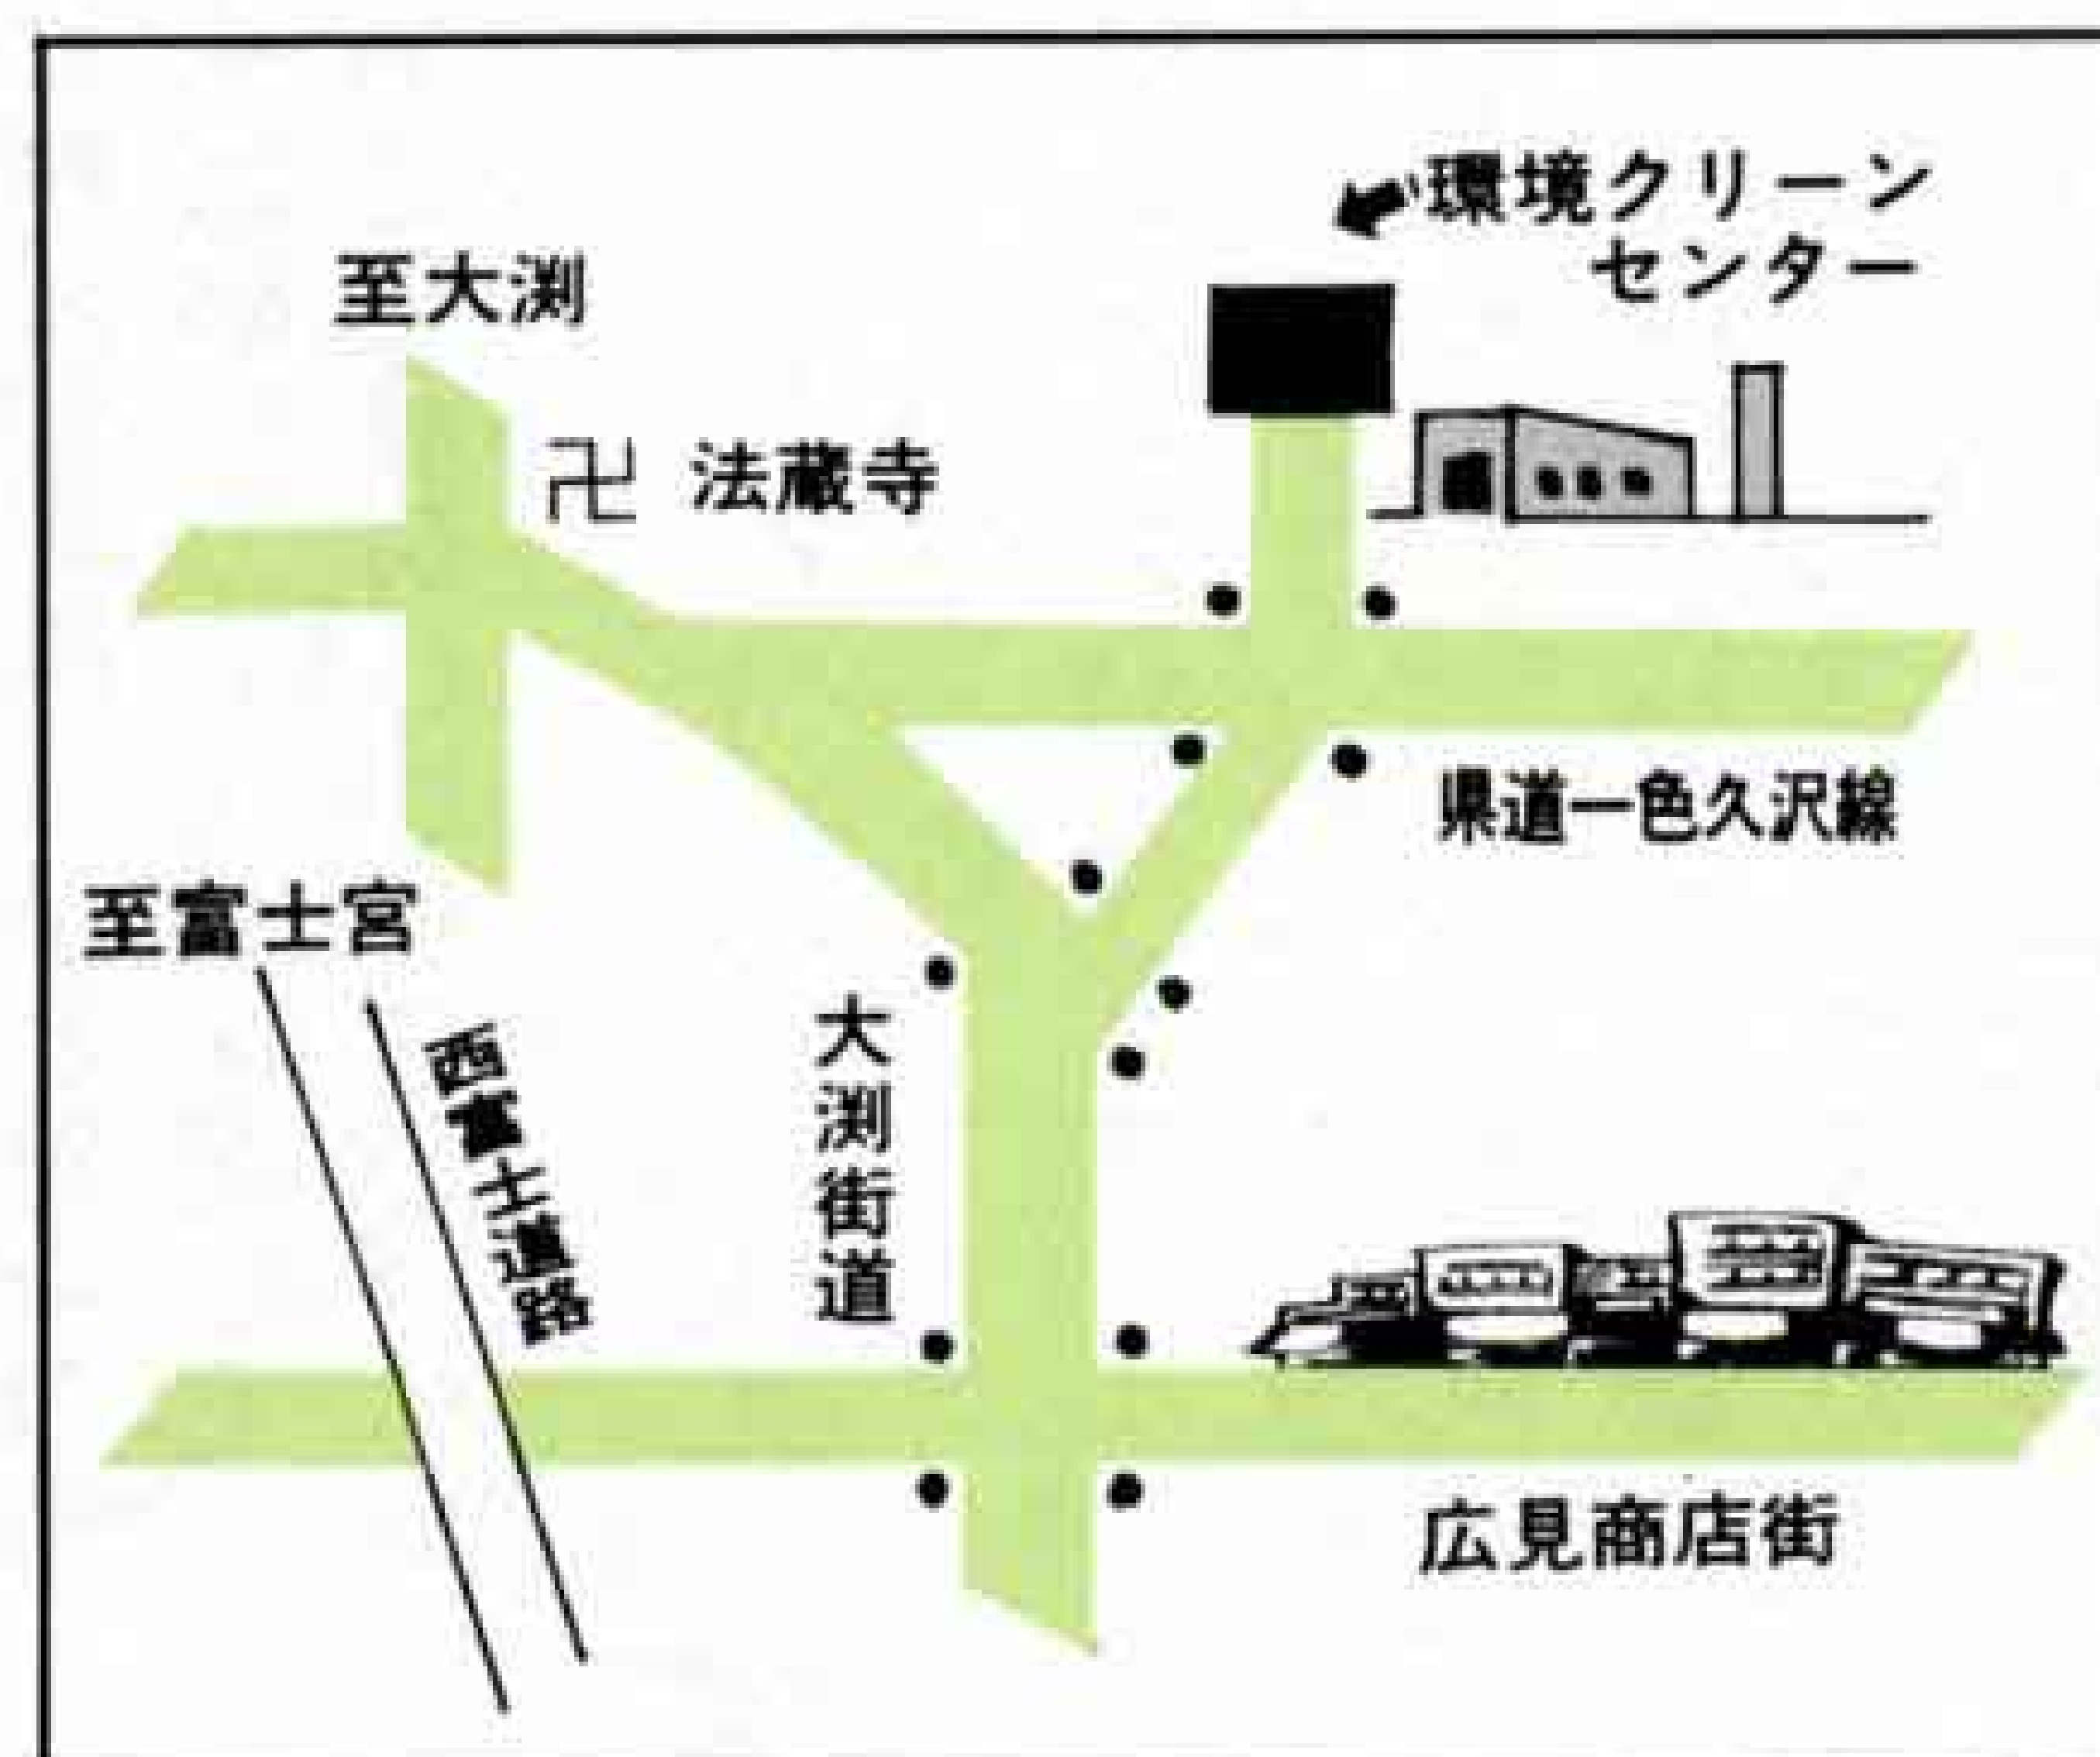 環境クリーン
センター
至大渕
卍 法蔵寺
県道一色久沢線
至富士宮
西富士道路
大渕街道
広見商店街